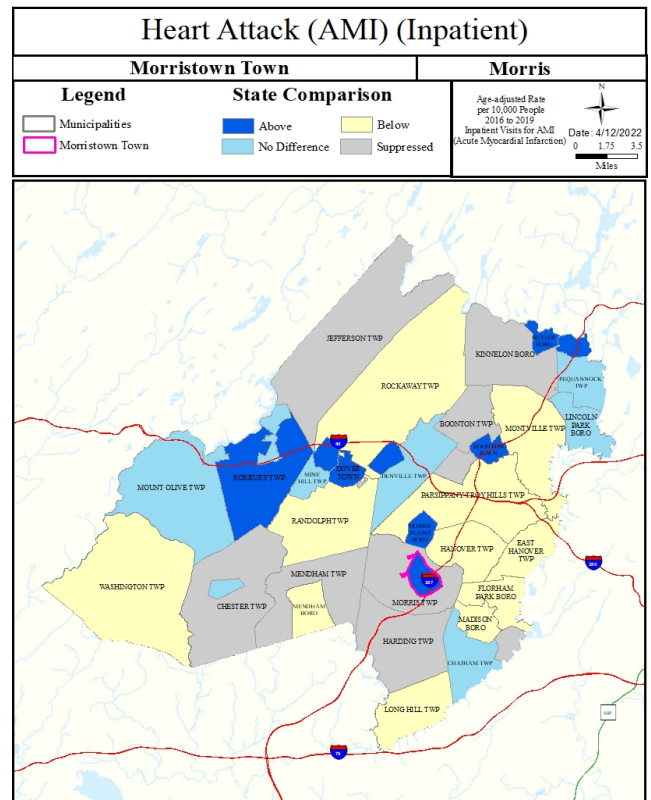 Heart Attack (AMI) (Inpatient)
Morristown Town
Morris
Legend
Municipalities
Morristown Town
State Comparison
Above
Below
No Difference
Suppressed
Age-adjusted Rate
per 10,000 People
2016 to 2019
Inpatient Visits for AMI
(Acute Myocardial Infarction)
N
Date: 4/12/2022
0 1.75 3.5
Miles
JEFFERSON TWP
KINNELON BORO
BUTLER
BORO
ROCKAWAY TWP
PEQUANNOCK
TWP
LINCOLN
PARK
BORO
BOONTON TWP
MONTVILLE TWP
BOONTON
TOWN
80
ROXBURY TWP
MINE
HILL TWP
DOVER
TOWN
DENVILLE TWP
MOUNT OLIVE TWP
PARSIPPANY-TROY HILLS TWP
RANDOLPH TWP
MORRIS
PLAINS
BORO
HANOVER TWP
EAST
HANOVER
TWP
280
WASHINGTON TWP
CHESTER TWP
MENDHAM TWP
287
FLORHAM
PARK BORO
MENDHAM
BORO
MORRIS TWP
MADISON
BORO
HARDING TWP
CHATHAM TWP
LONG HILL TWP
GSP
78